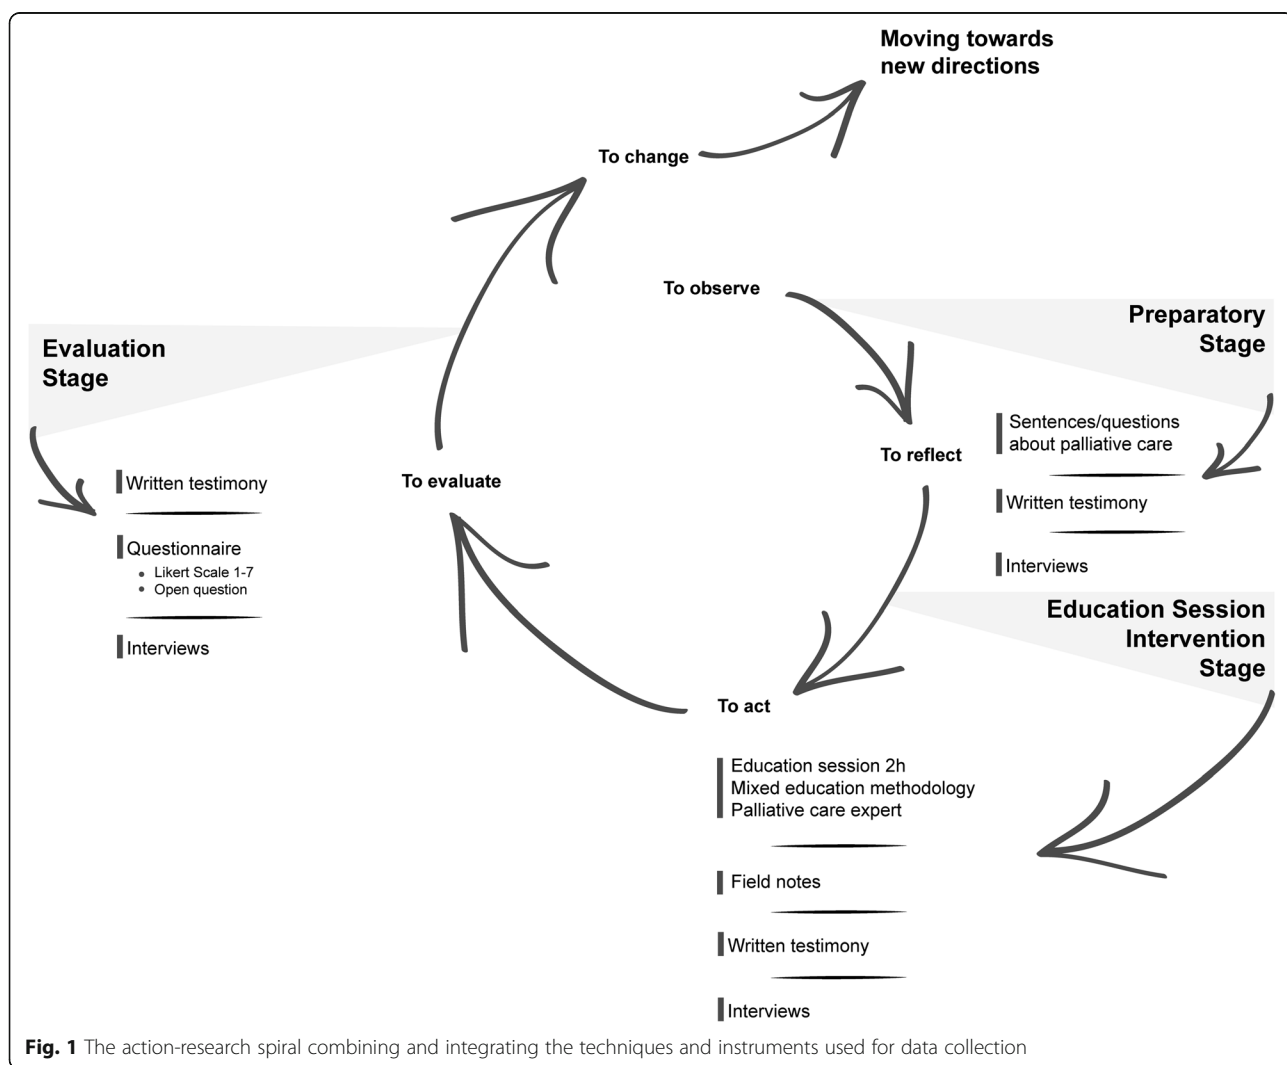 Moving towards
new directions
To change
To observe
Preparatory
Stage
Sentences/questions
about palliative care
Written testimony
Interviews
To reflect
Education Session
Intervention
Stage
To act
Education session 2h
Mixed education methodology
Palliative care expert
Field notes
Written testimony
Interviews
To evaluate
Evaluation
Stage
Written testimony
Questionnaire
• Likert Scale 1-7
• Open question
Interviews
Fig. 1 The action-research spiral combining and integrating the techniques and instruments used for data collection